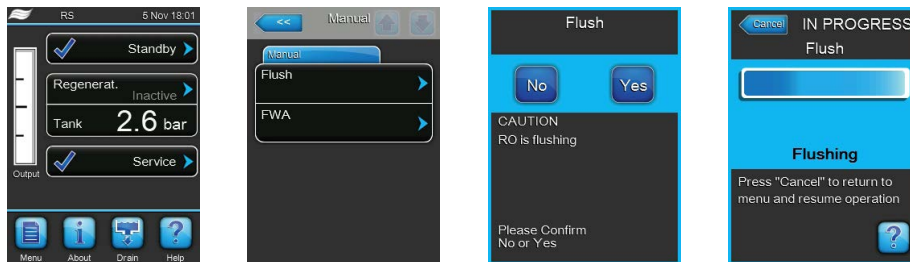 RS 5 Nov 18:01
Standby
Regenerat.
Inactive
Tank 2.6 bar
Service
Output
Menu About Drain Help
<< Manual
Manual
Flush
FWA
Flush
No Yes
CAUTION
RO is flushing
Please Confirm
No or Yes
Cancel IN PROGRESS
Flush
Flushing
Press "Cancel" to return to
menu and resume operation
?